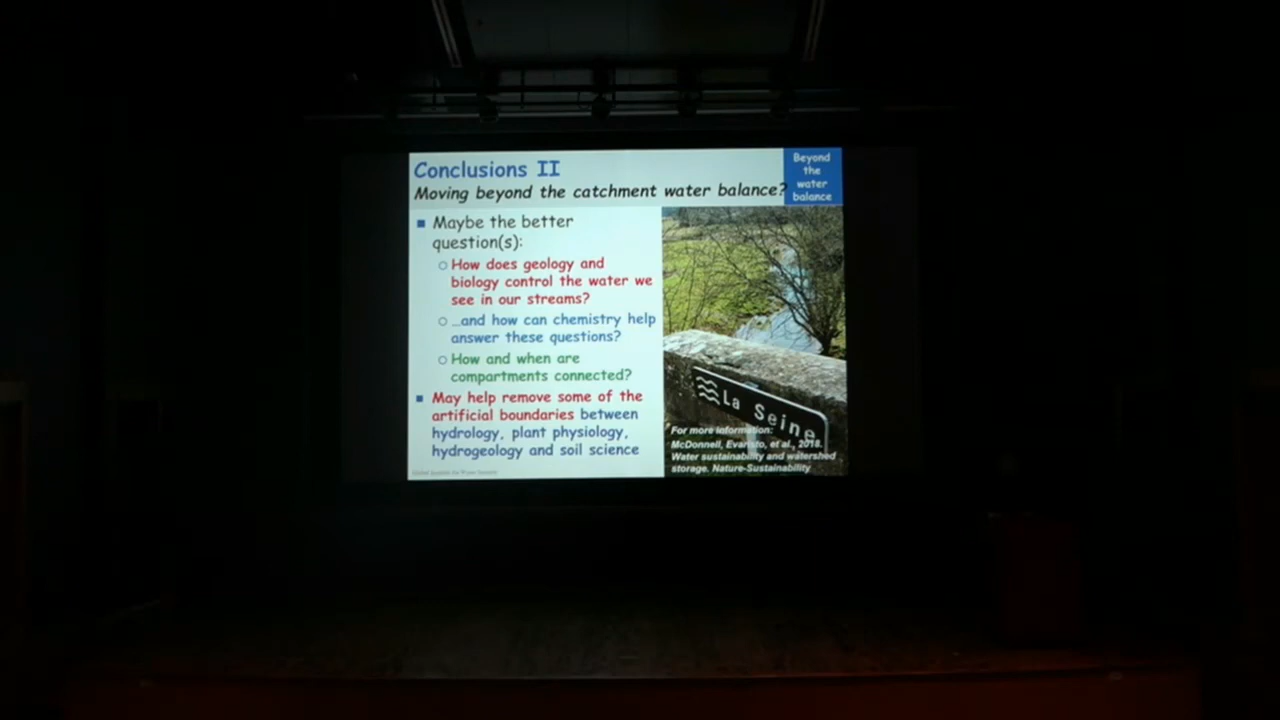 Conclusions II
Moving beyond the catchment water balance?
Beyond
the
water
balance
Maybe the better
question(s):
How does geology and
biology control the water we
see in our streams?
...and how can chemistry help
answer these questions?
How and when are
compartments connected?
May help remove some of the
artificial boundaries between
hydrology, plant physiology,
hydrogeology and soil science
La Seine
For more information:
McDonnell, Evaristo, et al., 2018.
Water sustainability and watershed
storage. Nature-Sustainability